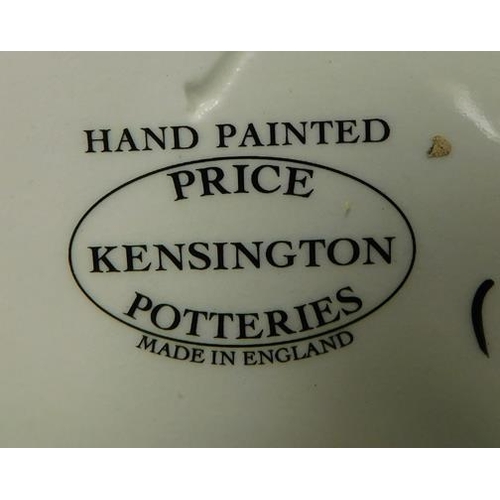 HAND PAINTED
PRICE
KENSINGTON
POTTERIES
MADE IN ENGLAND